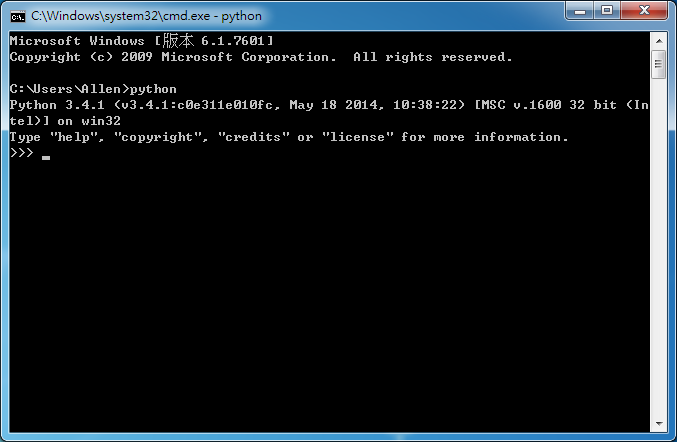 C:\Windows\system32\cmd.exe - python
Microsoft Windows [版本 6.1.7601]
Copyright (c) 2009 Microsoft Corporation.  All rights reserved.
C:\Users\Allen>python
Python 3.4.1 (v3.4.1:c0e311e010fc, May 18 2014, 10:38:22) [MSC v.1600 32 bit (In
tel)] on win32
Type "help", "copyright", "credits" or "license" for more information.
>>> _